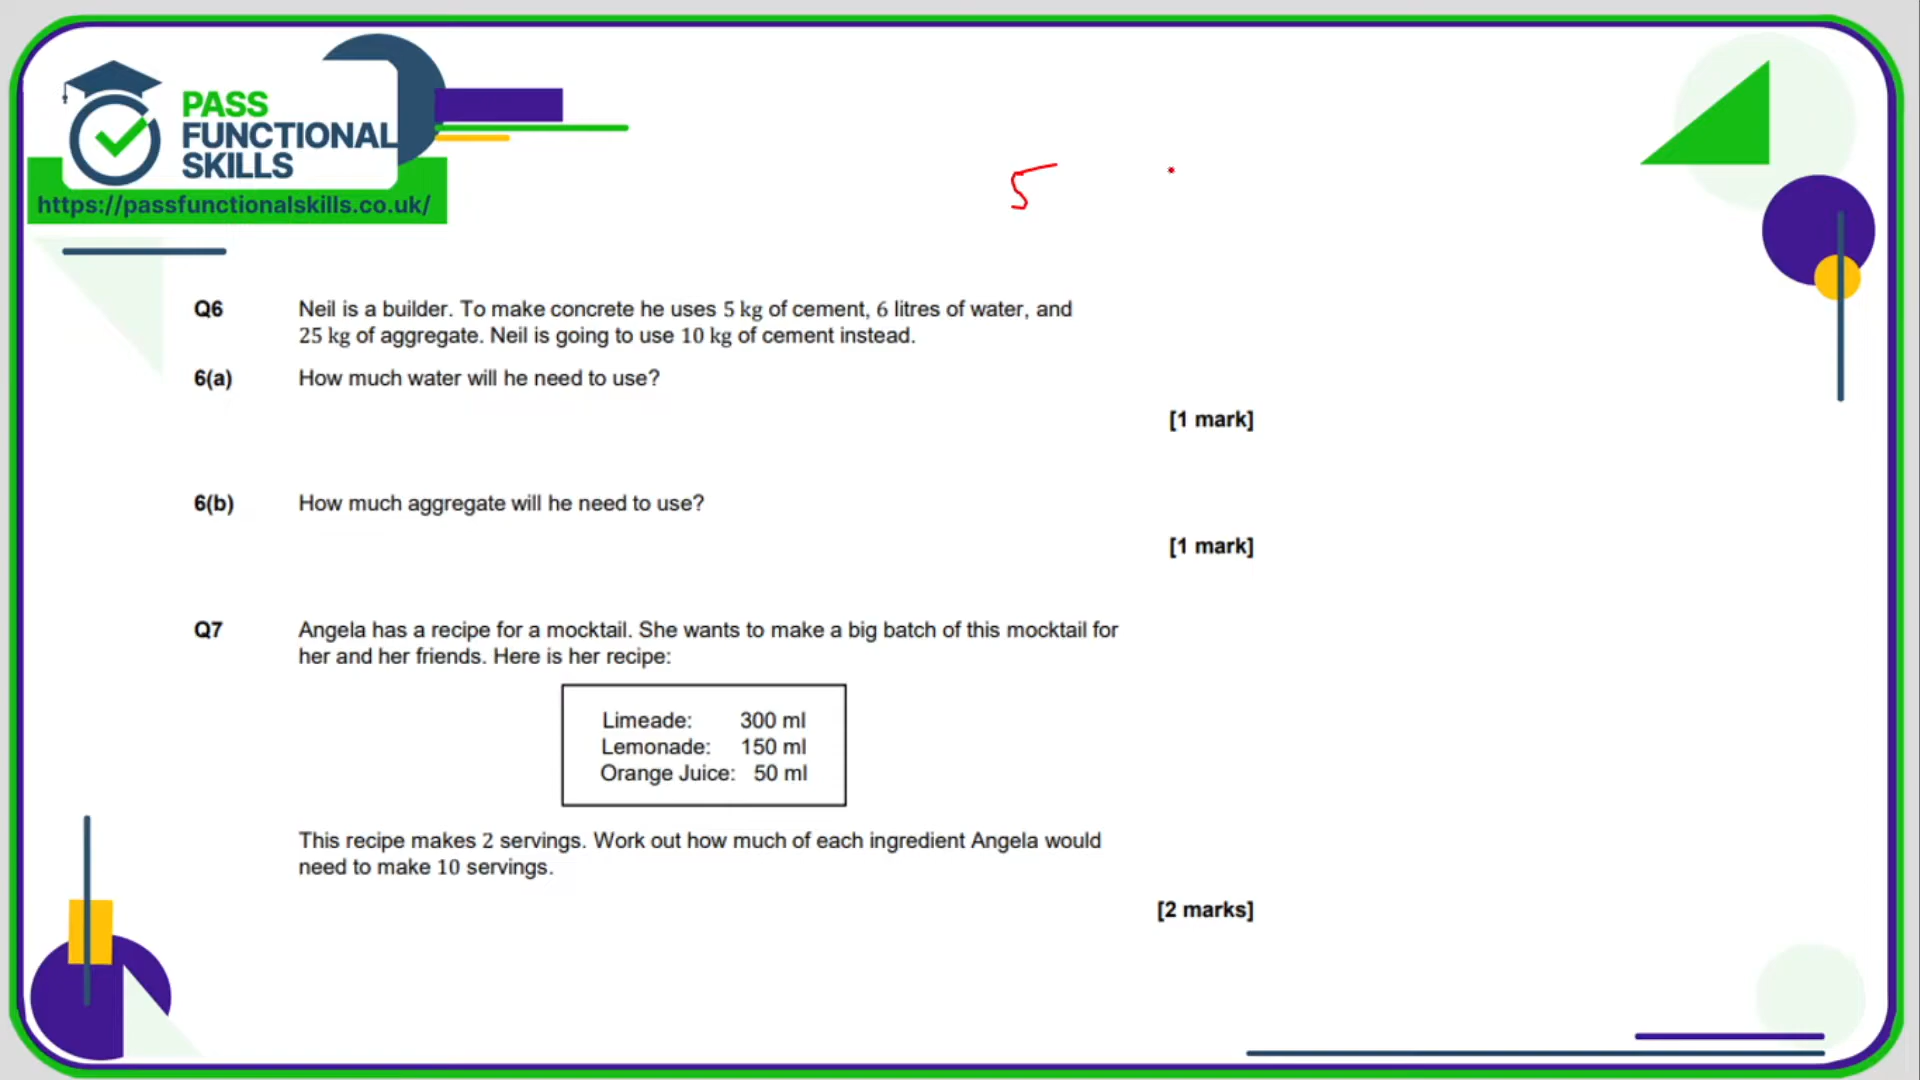 PASS
FUNCTIONAL
SKILLS
https://passfunctionalskills.co.uk/
5
Q6 Neil is a builder. To make concrete he uses 5 kg of cement, 6 litres of water, and
25 kg of aggregate. Neil is going to use 10 kg of cement instead.
6(a) How much water will he need to use?
[1 mark]
6(b) How much aggregate will he need to use?
[1 mark]
Q7 Angela has a recipe for a mocktail. She wants to make a big batch of this mocktail for
her and her friends. Here is her recipe:
Limeade: 300 ml
Lemonade: 150 ml
Orange Juice: 50 ml
This recipe makes 2 servings. Work out how much of each ingredient Angela would
need to make 10 servings.
[2 marks]